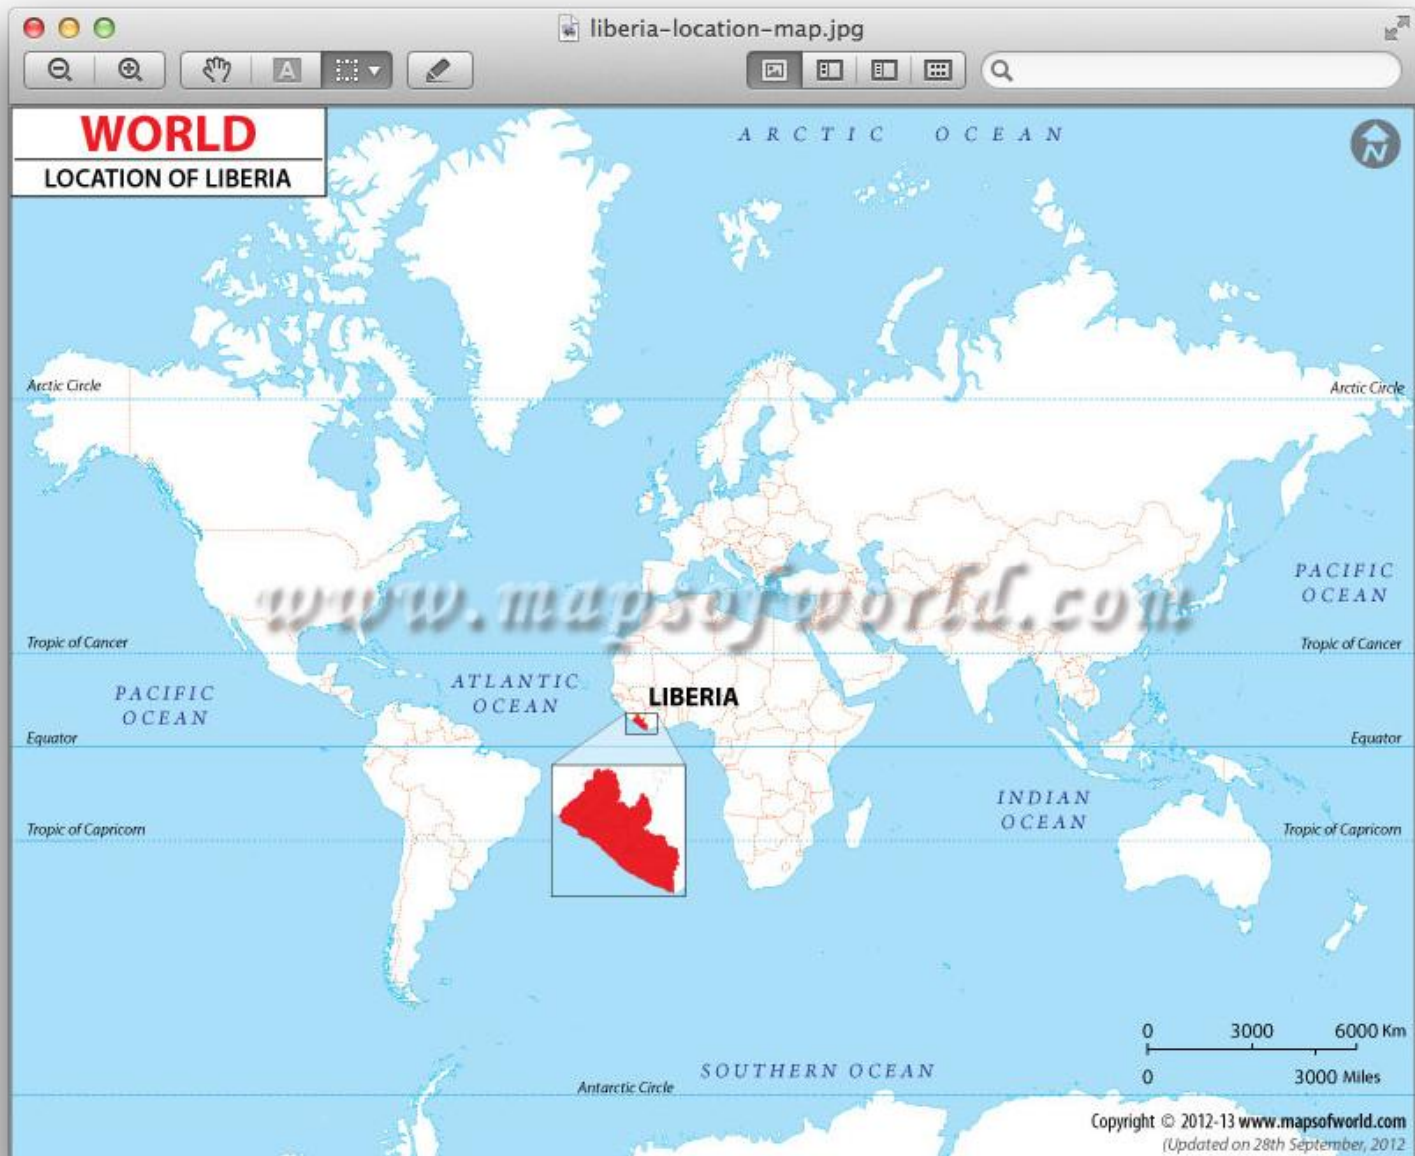 liberia-location-map.jpg
A
WORLD
LOCATION OF LIBERIA
ARCTIC OCEAN
N
Arctic Circle
Arctic Circle
www.mapsofworld.com
PACIFIC
OCEAN
Tropic of Cancer
Tropic of Cancer
PACIFIC
OCEAN
ATLANTIC
OCEAN
LIBERIA
Equator
Equator
INDIAN
OCEAN
Tropic of Capricorn
Tropic of Capricorn
0 3000 6000 Km
0 3000 Miles
SOUTHERN OCEAN
Antarctic Circle
Copyright © 2012-13 www.mapsofworld.com
(Updated on 28th September, 2012